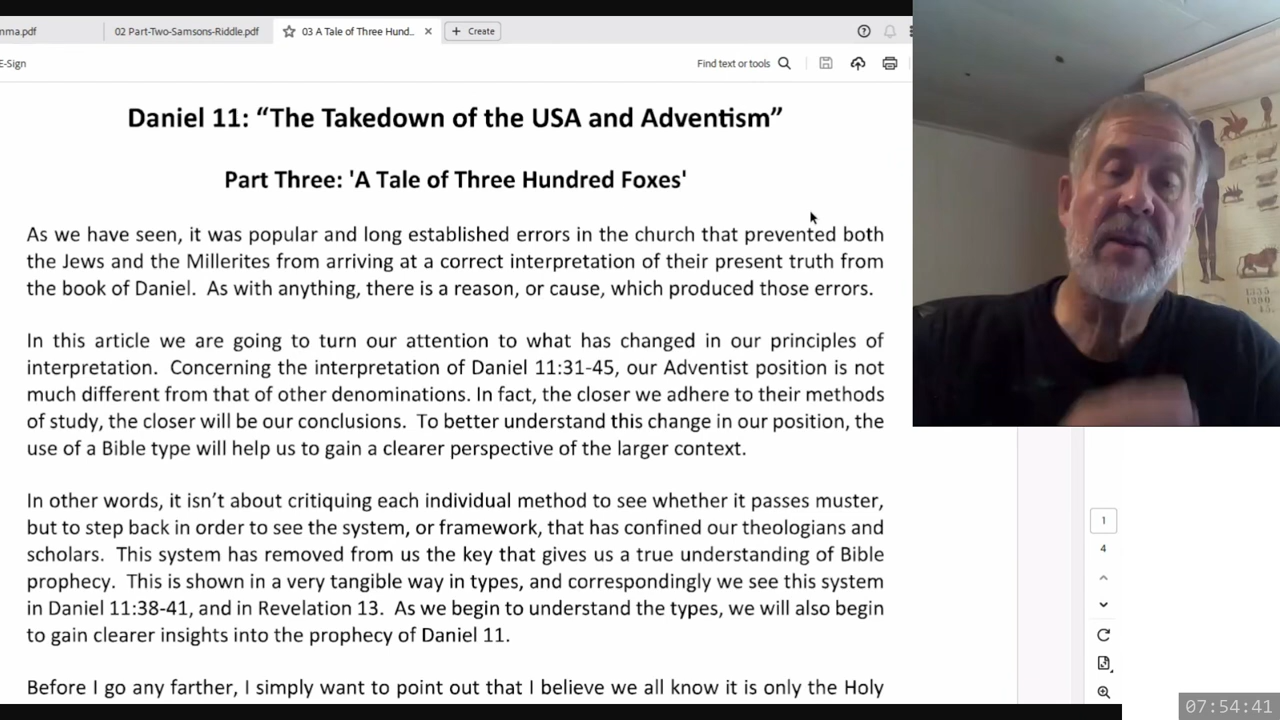 mma.pdf
02 Part-Two-Samsons-Riddle.pdf
03 A Tale of Three Hund...
Create
E-Sign
Find text or tools
Daniel 11: “The Takedown of the USA and Adventism”
Part Three: 'A Tale of Three Hundred Foxes'
As we have seen, it was popular and long established errors in the church that prevented both
the Jews and the Millerites from arriving at a correct interpretation of their present truth from
the book of Daniel. As with anything, there is a reason, or cause, which produced those errors.
In this article we are going to turn our attention to what has changed in our principles of
interpretation. Concerning the interpretation of Daniel 11:31-45, our Adventist position is not
much different from that of other denominations. In fact, the closer we adhere to their methods
of study, the closer will be our conclusions. To better understand this change in our position, the
use of a Bible type will help us to gain a clearer perspective of the larger context.
In other words, it isn’t about critiquing each individual method to see whether it passes muster,
but to step back in order to see the system, or framework, that has confined our theologians and
scholars. This system has removed from us the key that gives us a true understanding of Bible
prophecy. This is shown in a very tangible way in types, and correspondingly we see this system
in Daniel 11:38-41, and in Revelation 13. As we begin to understand the types, we will also begin
to gain clearer insights into the prophecy of Daniel 11.
Before I go any farther, I simply want to point out that I believe we all know it is only the Holy
1335
1290
45.
1
4
07:54:41